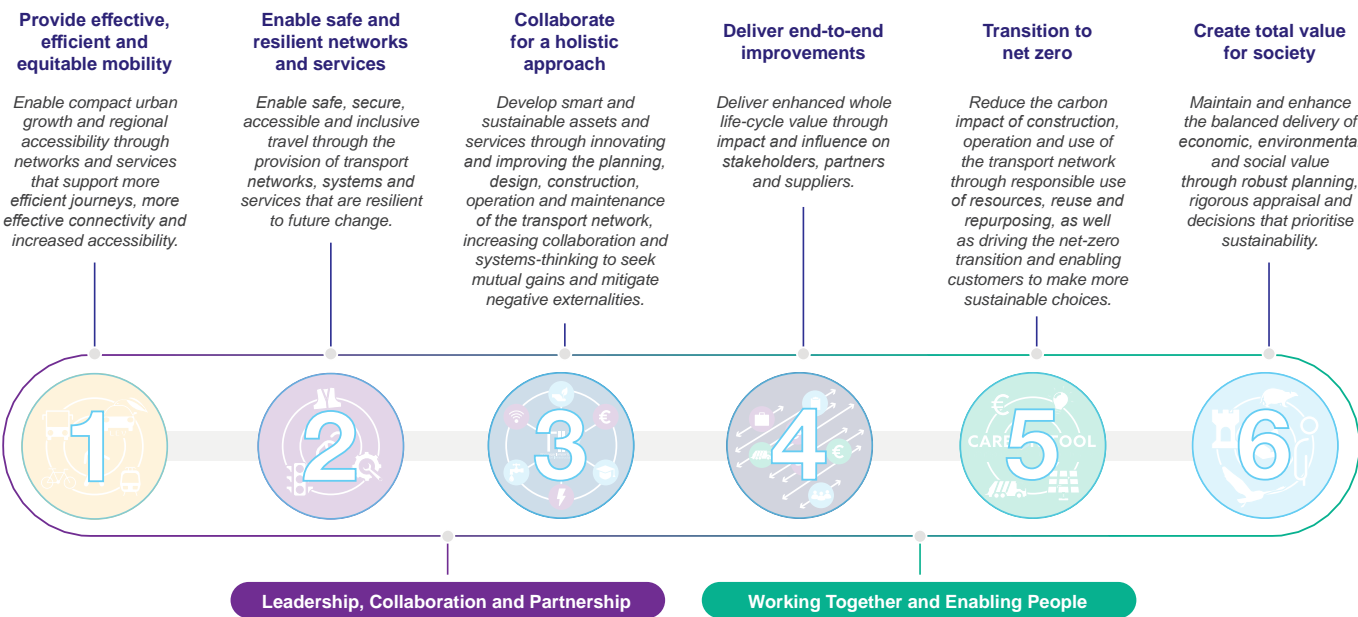 Provide effective,
efficient and
equitable mobility
Enable compact urban
growth and regional
accessibility through
networks and services
that support more
efficient journeys, more
effective connectivity and
increased accessibility.
Enable safe and
resilient networks
and services
Enable safe, secure,
accessible and inclusive
travel through the
provision of transport
networks, systems and
services that are resilient
to future change.
Collaborate
for a holistic
approach
Develop smart and
sustainable assets and
services through innovating
and improving the planning,
design, construction,
operation and maintenance
of the transport network,
increasing collaboration and
systems-thinking to seek
mutual gains and mitigate
negative externalities.
Deliver end-to-end
improvements
Deliver enhanced whole
life-cycle value through
impact and influence on
stakeholders, partners
and suppliers.
Transition to
net zero
Reduce the carbon
impact of construction,
operation and use of
the transport network
through responsible use
of resources, reuse and
repurposing, as well
as driving the net-zero
transition and enabling
customers to make more
sustainable choices.
Create total value
for society
Maintain and enhance
the balanced delivery of
economic, environmenta
and social value
through robust planning,
rigorous appraisal and
decisions that prioritise
sustainability.
1
2
3
€
4
€
5
€
6
Leadership, Collaboration and Partnership
Working Together and Enabling People